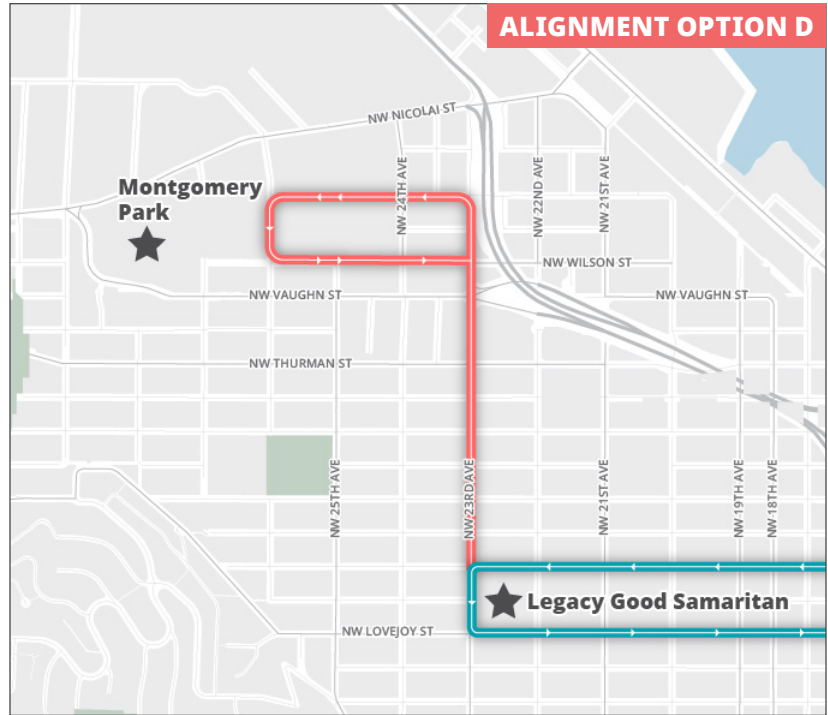 ALIGNMENT OPTION D
NW NICOLAI ST
NW 24TH AVE
NW 22ND AVE
NW 21ST AVE
Montgomery
Park
NW WILSON ST
NW VAUGHN ST
NW VAUGHN ST
NW THURMAN ST
NW 25TH AVE
NW 23RD AVE
NW 21ST AVE
NW 19TH AVE
NW 18TH AVE
Legacy Good Samaritan
NW LOVEJOY ST